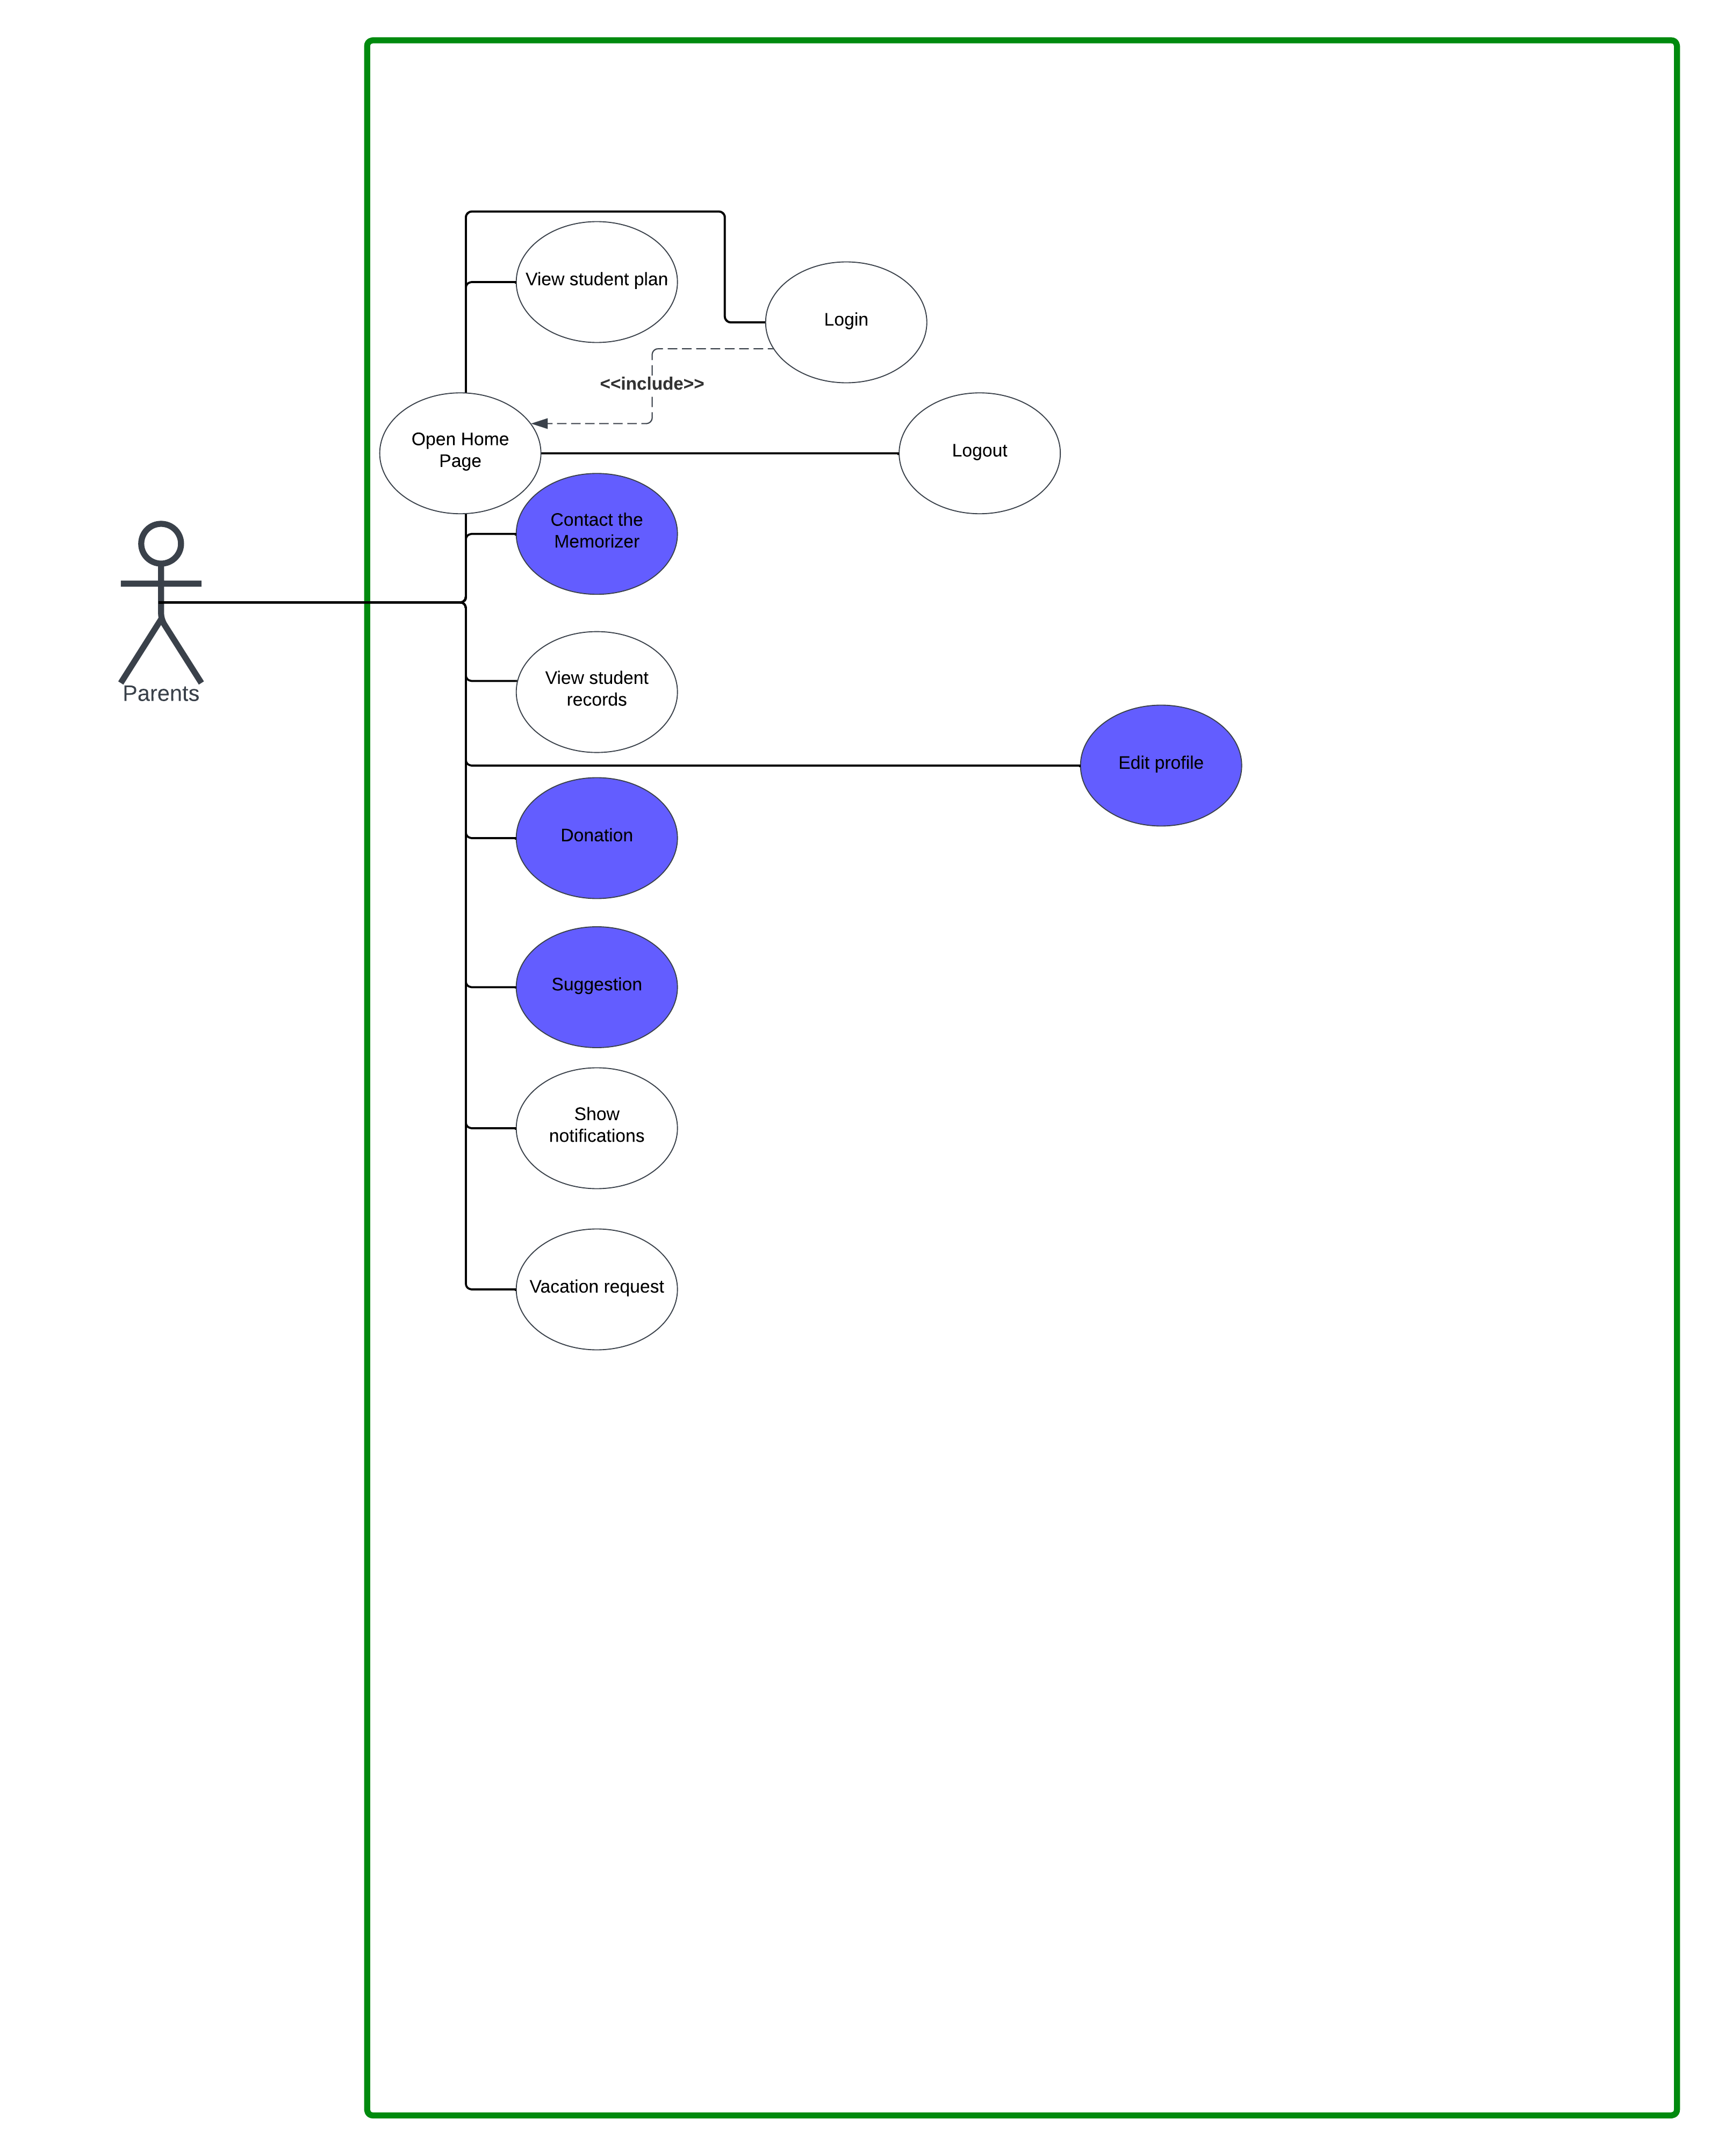 View student plan
Login
<<include>>
Open Home
Page
Logout
Contact the
Memorizer
Parents
View student
records
Edit profile
Donation
Suggestion
Show
notifications
Vacation request